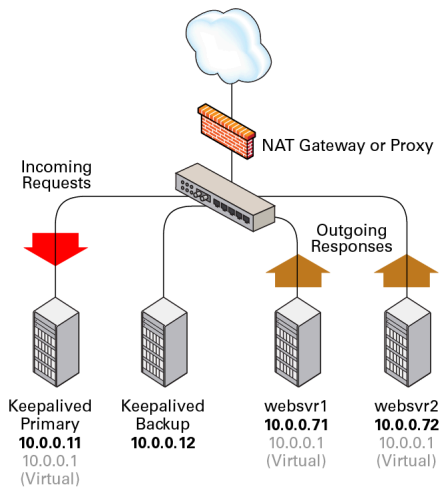 NAT Gateway or Proxy
Incoming
Requests
Outgoing
Responses
Keepalived
Primary
10.0.0.11
10.0.0.1
(Virtual)
Keepalived
Backup
10.0.0.12
websvr1
10.0.0.71
10.0.0.1
(Virtual)
websvr2
10.0.0.72
10.0.0.1
(Virtual)